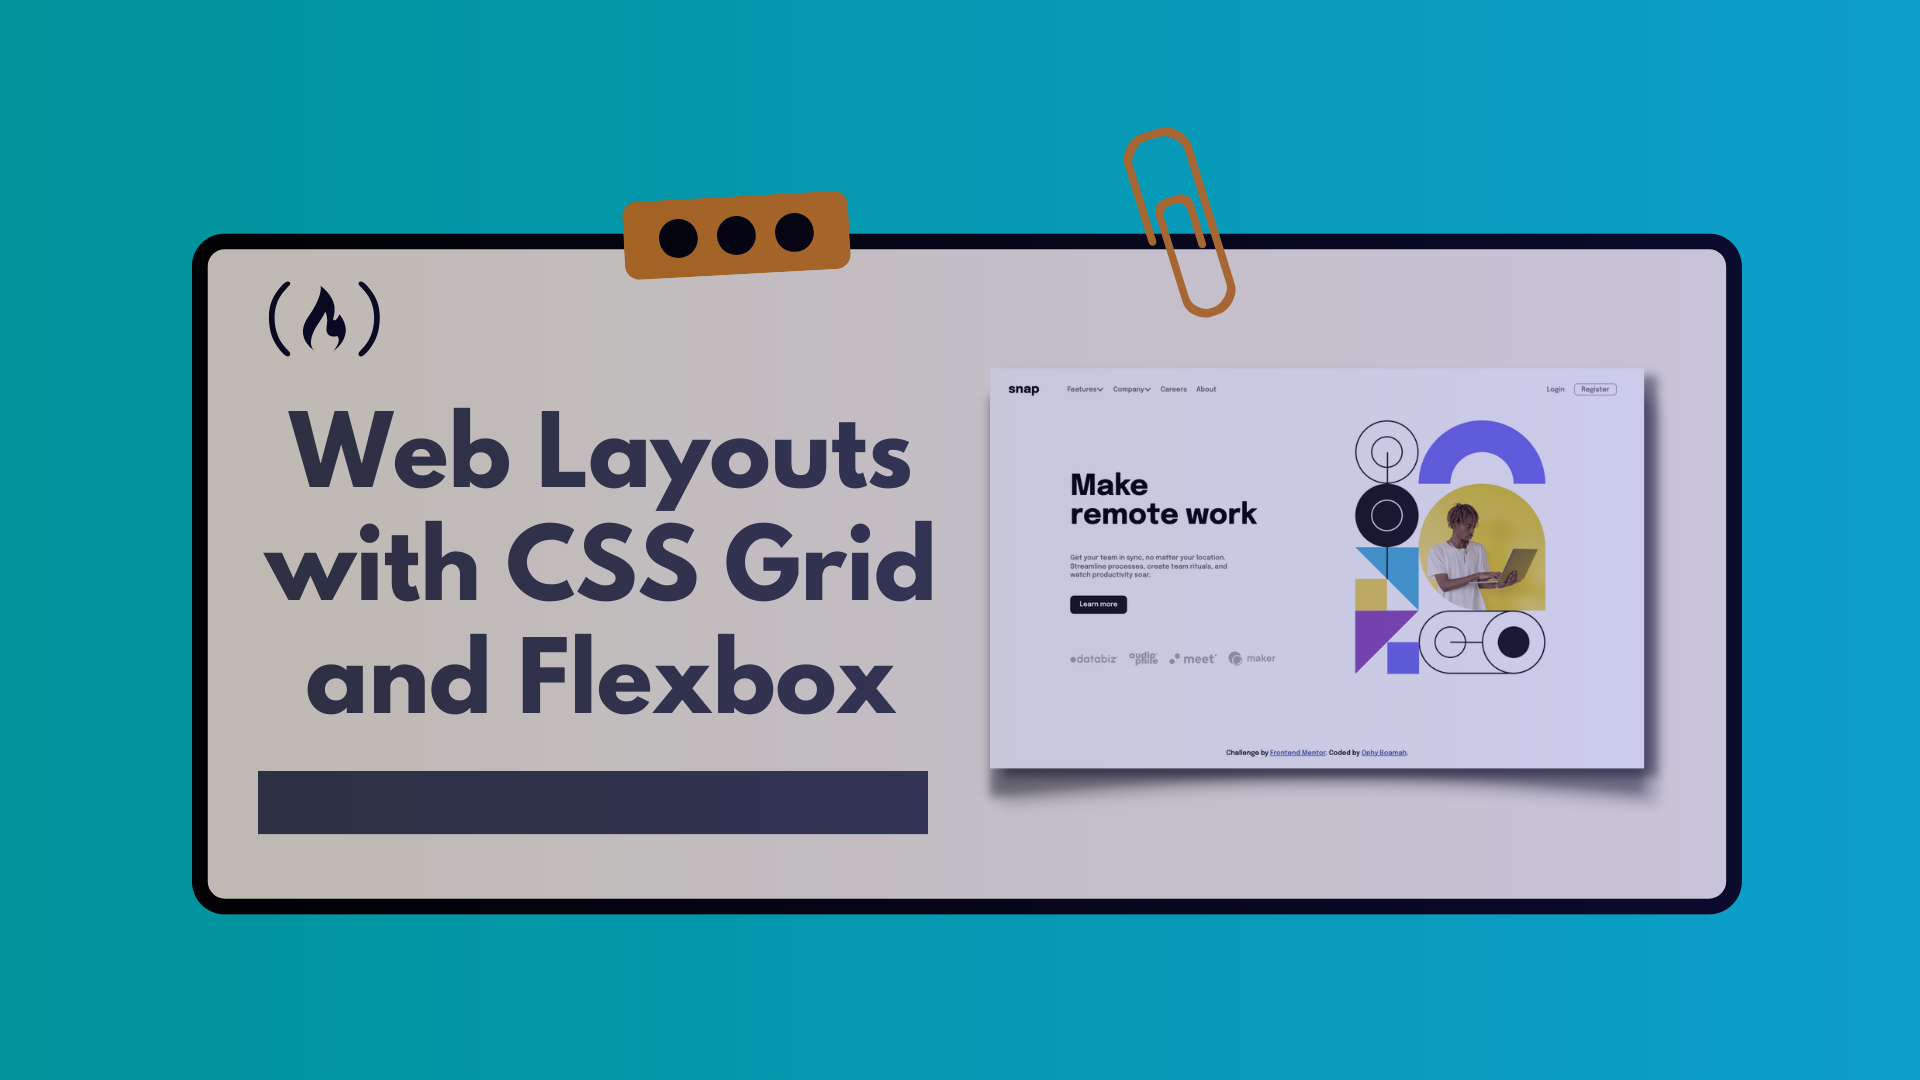 Web Layouts
with CSS Grid
and Flexbox
snap Features Company Careers About Login Register
Make
remote work
Get your team in sync, no matter your location.
Streamline processes, create team rituals, and
watch productivity soar.
Learn more
databiz audiophile meet maker
Challenge by Frontend Mentor. Coded by Ophy Boamah.